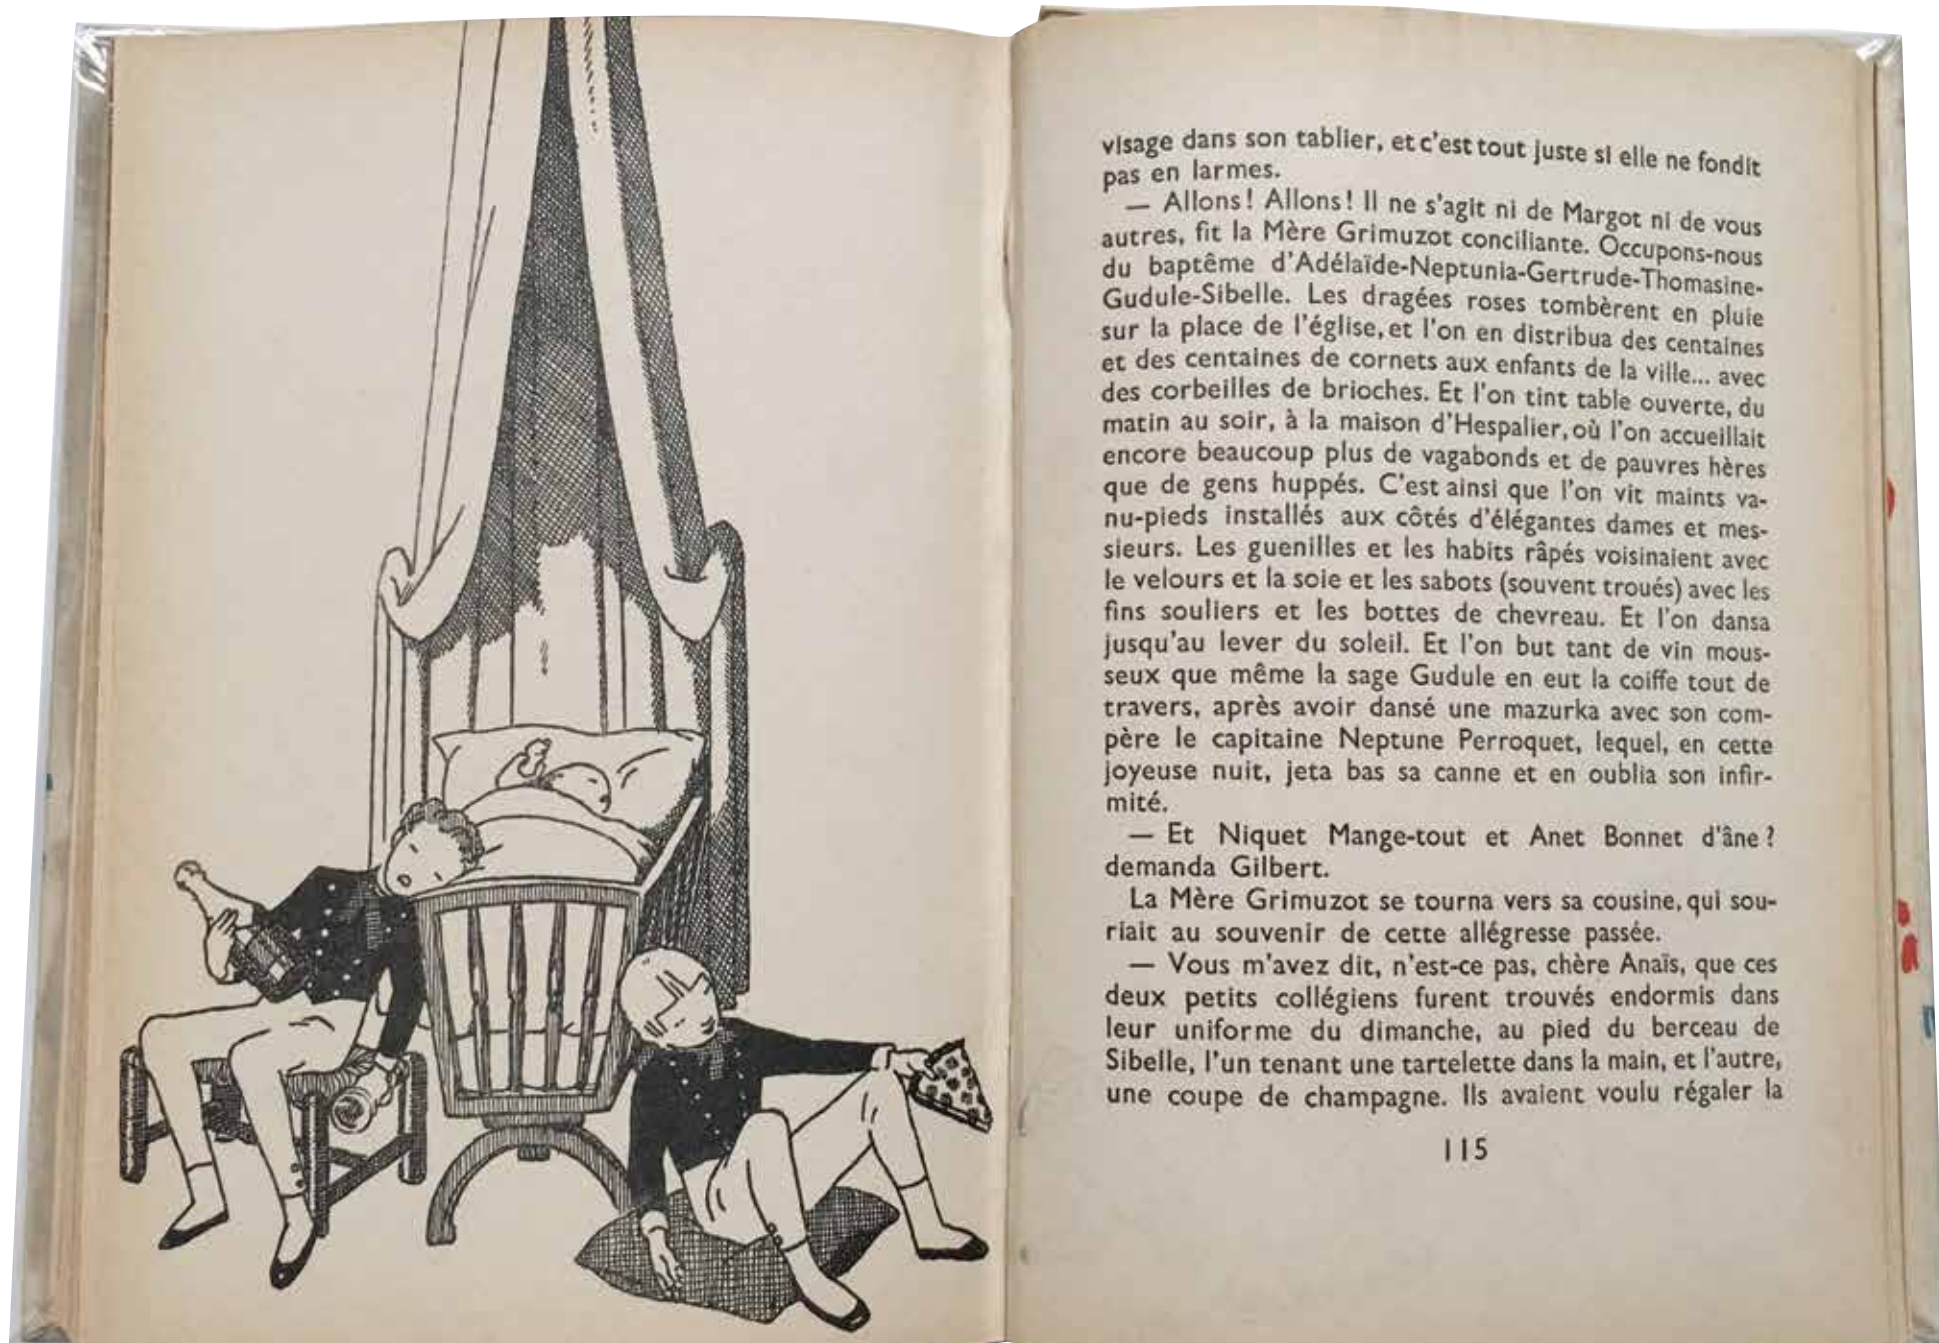 visage dans son tablier, et c'est tout juste si elle ne fondit
pas en larmes.
— Allons ! Allons ! Il ne s'agit ni de Margot ni de vous
autres, fit la Mère Grimuzot conciliante. Occupons-nous
du baptême d'Adélaïde-Neptunia-Gertrude-Thomasine-
Gudule-Sibelle. Les dragées roses tombèrent en pluie
sur la place de l'église, et l'on en distribua des centaines
et des centaines de cornets aux enfants de la ville... avec
des corbeilles de brioches. Et l'on tint table ouverte, du
matin au soir, à la maison d'Hespalier, où l'on accueillait
encore beaucoup plus de vagabonds et de pauvres hères
que de gens huppés. C'est ainsi que l'on vit maints va-
nu-pieds installés aux côtés d'élégantes dames et mes-
sieurs. Les guenilles et les habits râpés voisinaient avec
le velours et la soie et les sabots (souvent troués) avec les
fins souliers et les bottes de chevreau. Et l'on dansa
jusqu'au lever du soleil. Et l'on but tant de vin mous-
seux que même la sage Gudule en eut la coiffe tout de
travers, après avoir dansé une mazurka avec son com-
père le capitaine Neptune Perroquet, lequel, en cette
joyeuse nuit, jeta bas sa canne et en oublia son infir-
mité.
— Et Niquet Mange-tout et Anet Bonnet d'âne ?
demanda Gilbert.
La Mère Grimuzot se tourna vers sa cousine, qui sou-
riait au souvenir de cette allégresse passée.
— Vous m'avez dit, n'est-ce pas, chère Anaïs, que ces
deux petits collégiens furent trouvés endormis dans
leur uniforme du dimanche, au pied du berceau de
Sibelle, l'un tenant une tartelette dans la main, et l'autre,
une coupe de champagne. Ils avaient voulu régaler la
115